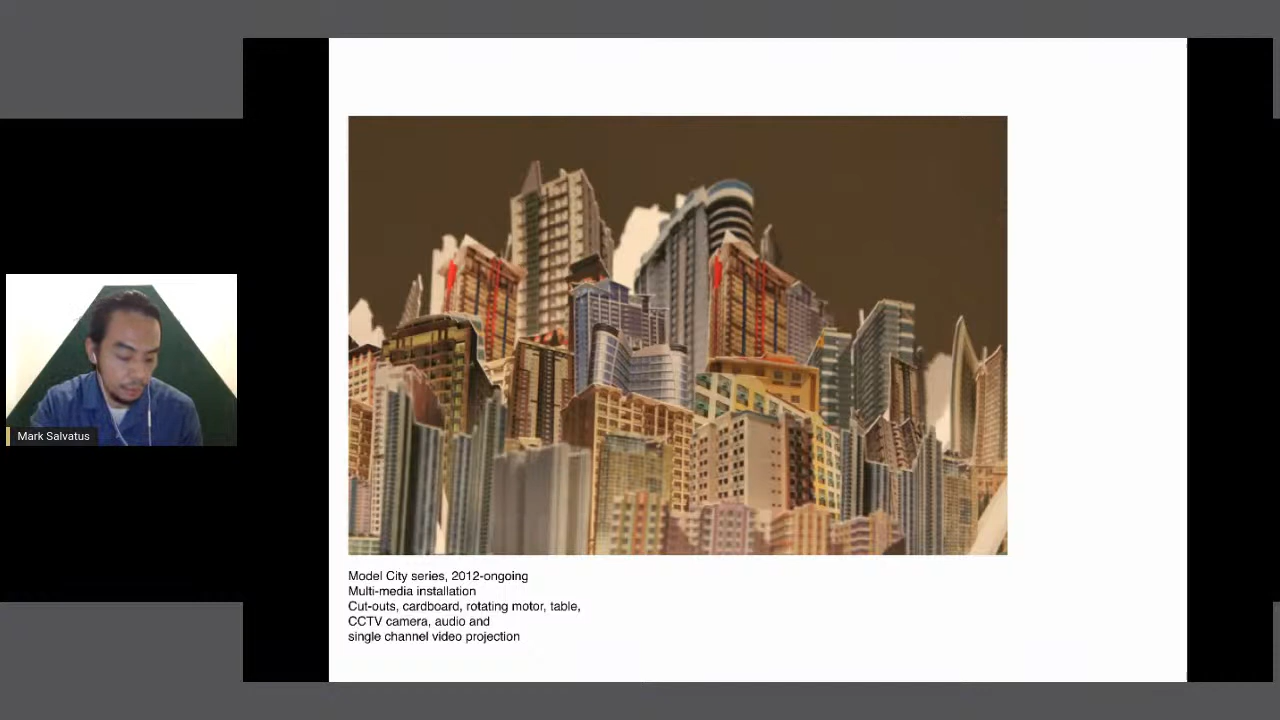 Mark Salvatus
Model City series, 2012-ongoing
Multi-media installation
Cut-outs, cardboard, rotating motor, table,
CCTV camera, audio and
single channel video projection